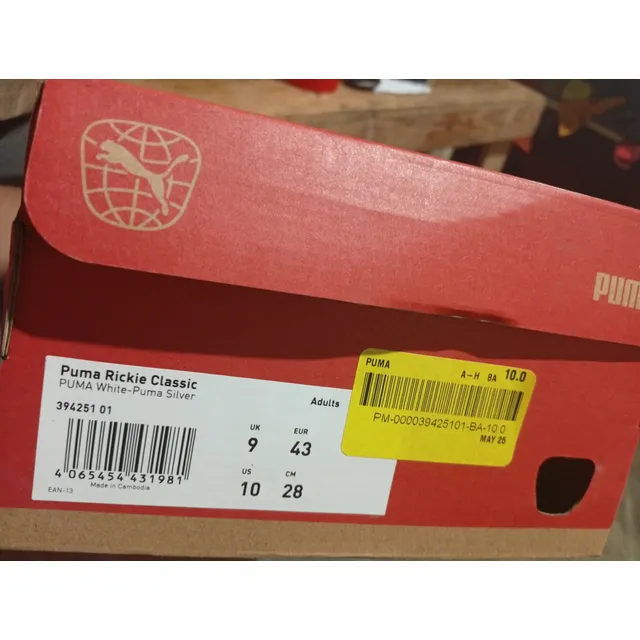 PUM
Puma Rickie Classic
PUMA White-Puma Silver
394251 01
Adults
UK
EUR
9
43
US
CM
10
28
4 065454 431981
Made in Cambodia
EAN-13
PUMA
A-H BA 10.0
PM-000039425101-BA-10.0
MAY 25